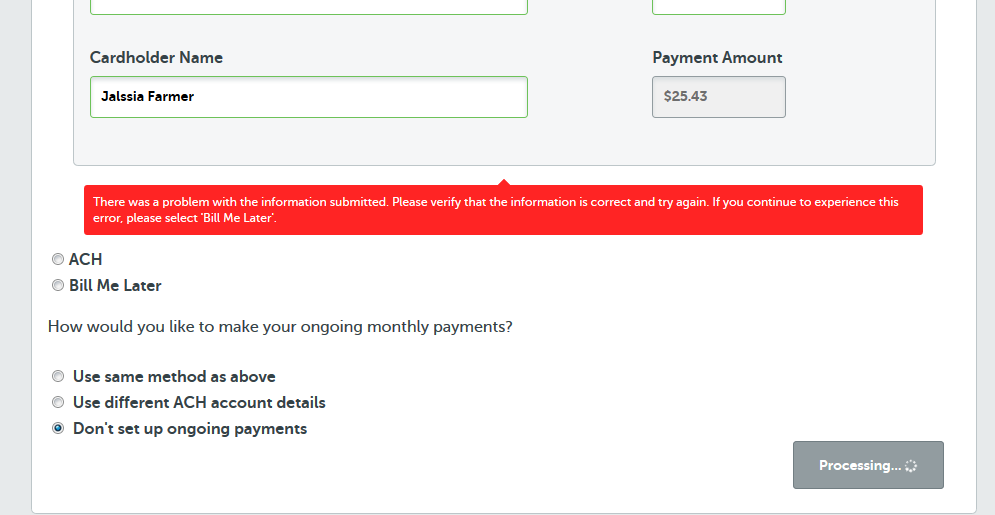 Cardholder Name
Payment Amount
Jalssia Farmer
$25.43
There was a problem with the information submitted. Please verify that the information is correct and try again. If you continue to experience this
error, please select 'Bill Me Later'.
ACH
Bill Me Later
How would you like to make your ongoing monthly payments?
Use same method as above
Use different ACH account details
Don't set up ongoing payments
Processing...